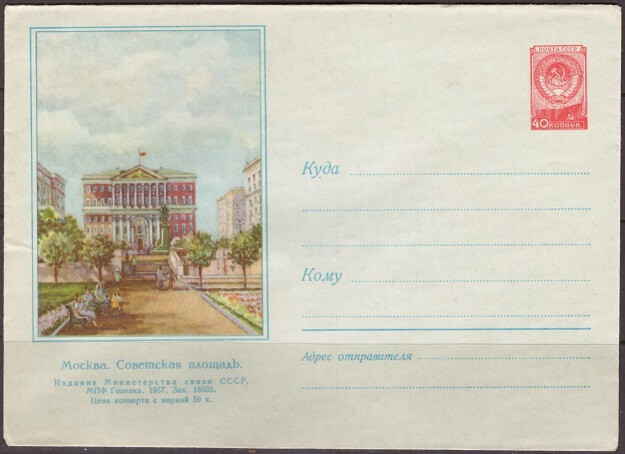 ПОЧТА СССР
40 КОПЕЕК
Куда
Кому
Адрес отправителя
Москва. Советская площадь.
Издание Министерства связи СССР.
МПФ Гознака. 1957. Зак. 18035.
Цена конверта с маркой 50 к.